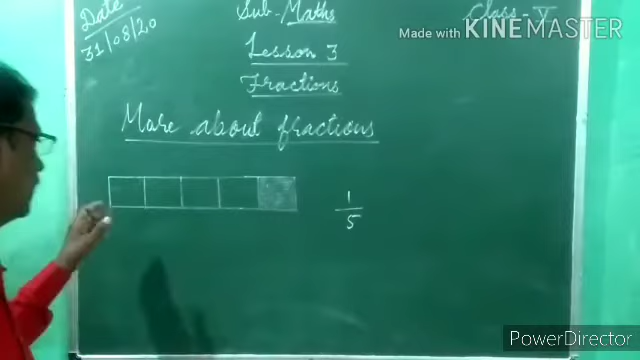 Date
31/08/20
Sub-Maths
Class-V
Made with KINEMASTER
Lesson 3
Fractions
More about fractions
1
5
PowerDirector